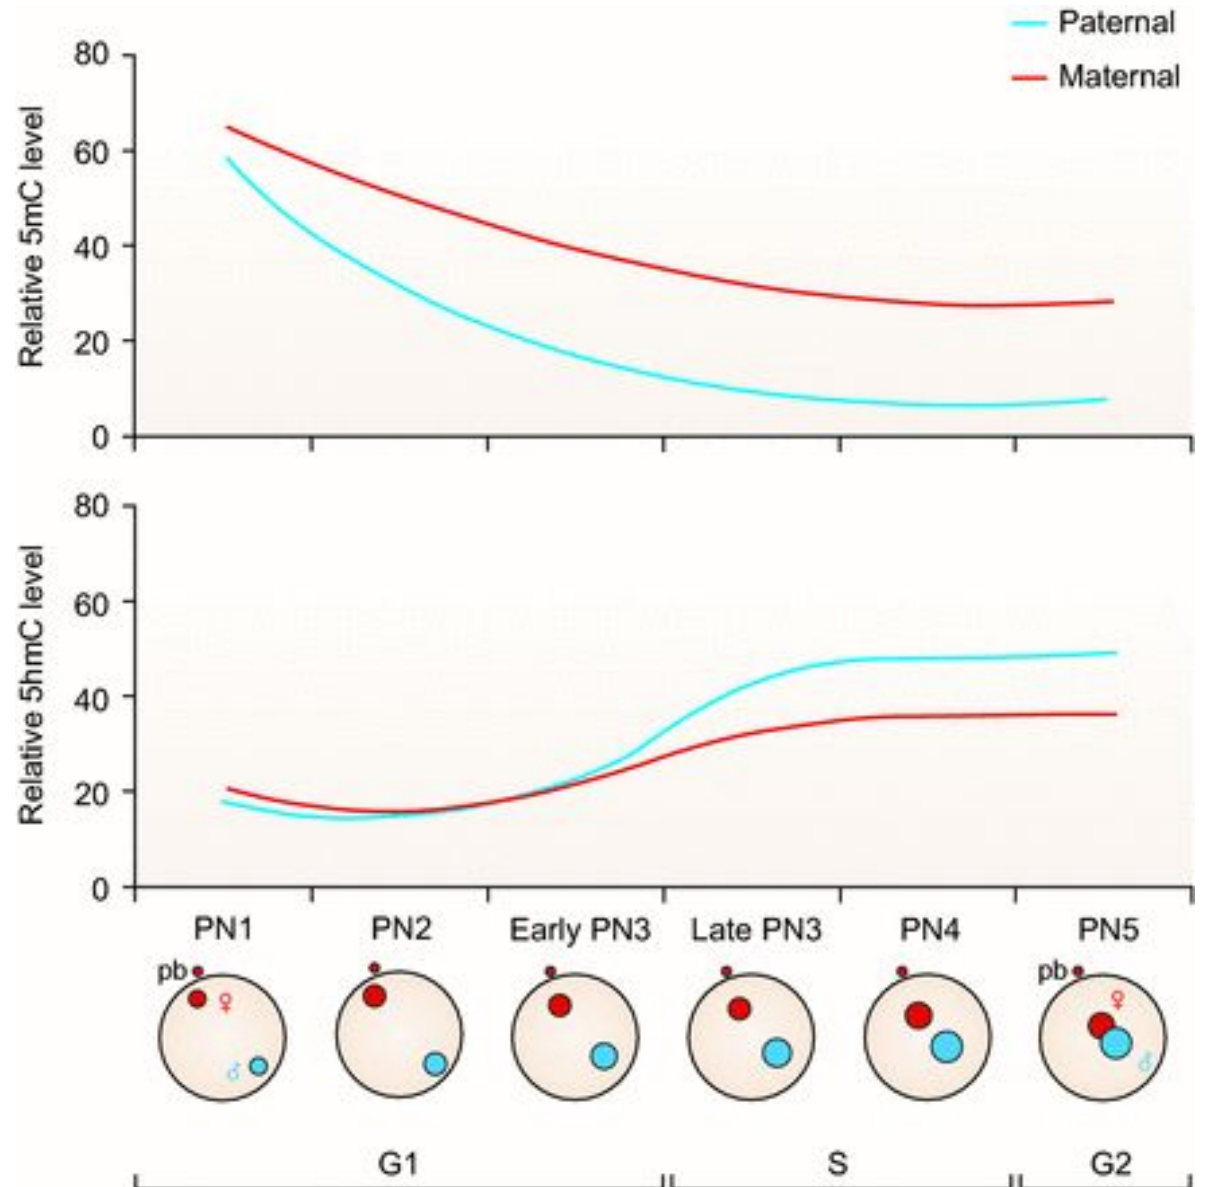 Paternal
Maternal
80
60
40
20
0
Relative 5mC level
80
60
40
20
0
Relative 5hmC level
PN1 PN2 Early PN3 Late PN3 PN4 PN5
pb ♀ ♂ pb ♀ ♂
G1 S G2